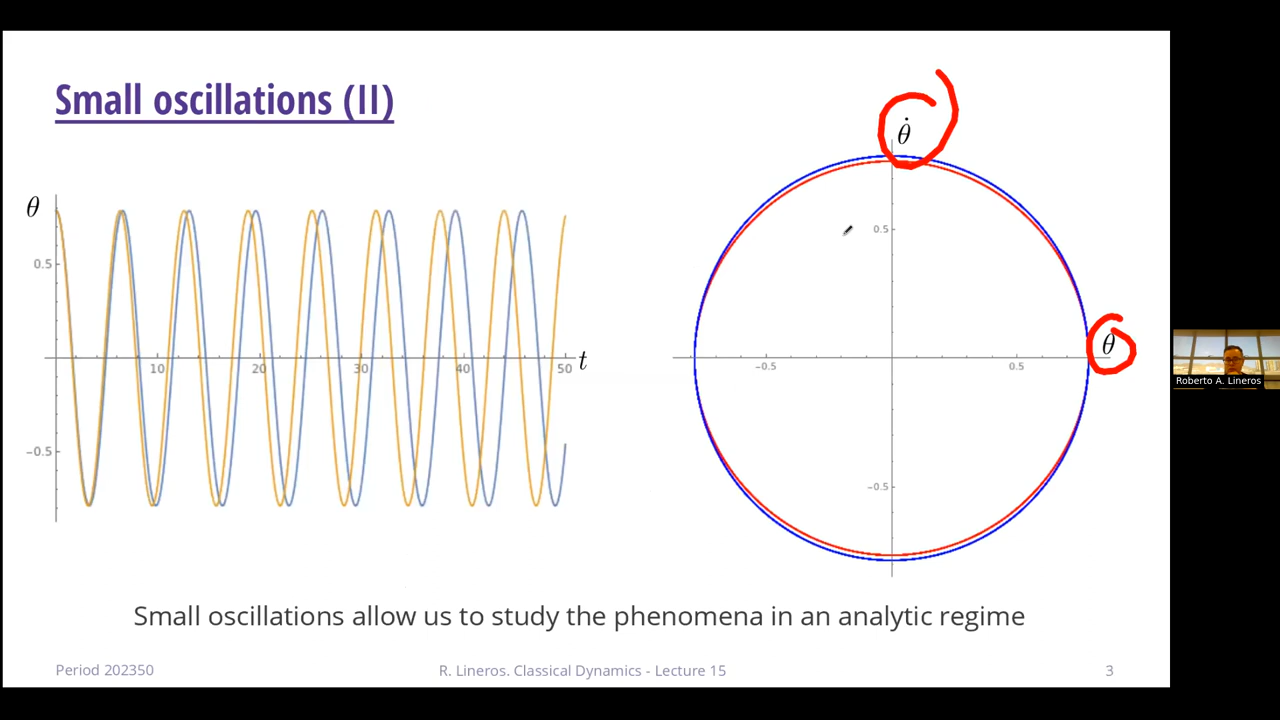 Small oscillations (II)
θ
0.5
−0.5
10
20
30
40
50
t
θ̇
0.5
−0.5
−0.5
0.5
θ
Small oscillations allow us to study the phenomena in an analytic regime
Period 202350
R. Lineros. Classical Dynamics - Lecture 15
3
Roberto A. Lineros